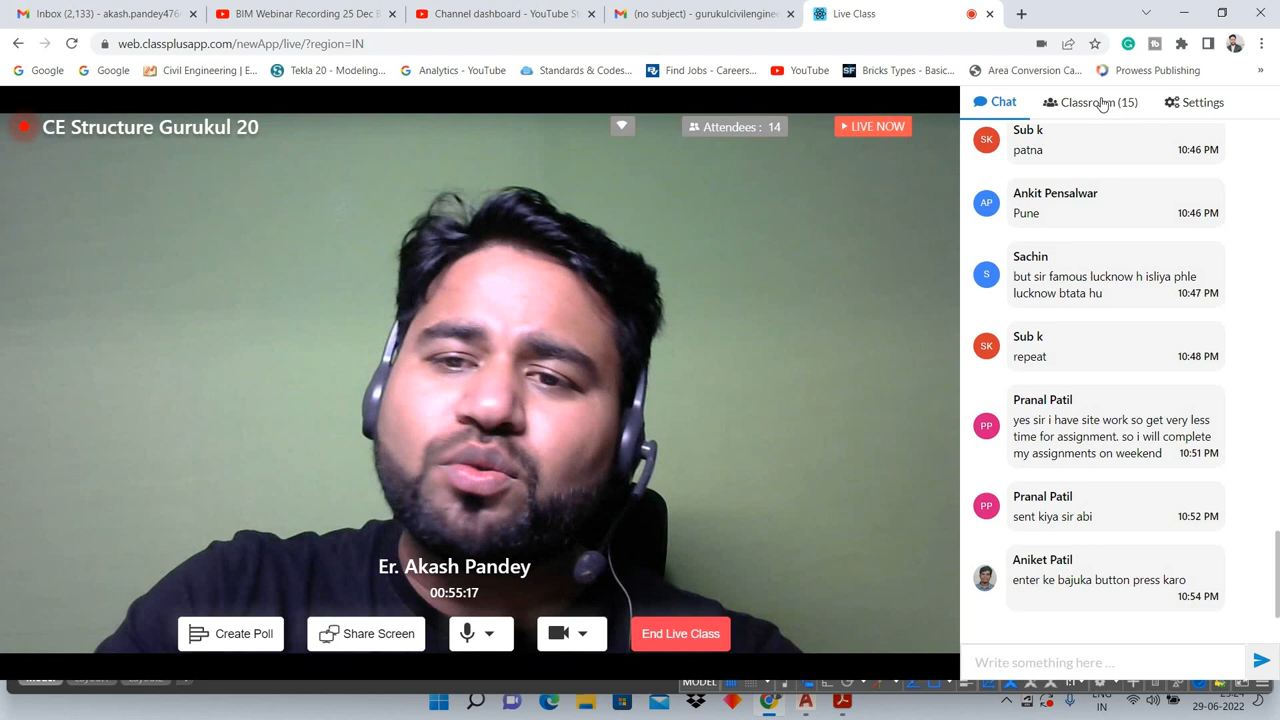 Inbox (2,133) - akash.pandey476
BIM Webinar Recording 25 Dec B
Channel dashboard - YouTube St
(no subject) - gurukulcivilengine
Live Class
web.classplusapp.com/newApp/live/?region=IN
Google
Google
Civil Engineering | E...
Tekla 20 - Modeling...
Analytics - YouTube
Standards & Codes...
Find Jobs - Careers...
YouTube
SF Bricks Types - Basic...
Area Conversion Ca...
Prowess Publishing
»
CE Structure Gurukul 20
Attendees : 14
LIVE NOW
Er. Akash Pandey
00:55:17
Create Poll
Share Screen
End Live Class
Chat
Classroom (15)
Settings
SK
Sub k
patna
10:46 PM
AP
Ankit Pensalwar
Pune
10:46 PM
S
Sachin
but sir famous lucknow h isliya phle
lucknow btata hu
10:47 PM
SK
Sub k
repeat
10:48 PM
PP
Pranal Patil
yes sir i have site work so get very less
time for assignment. so i will complete
my assignments on weekend
10:51 PM
PP
Pranal Patil
sent kiya sir abi
10:52 PM
Aniket Patil
enter ke bajuka button press karo
10:54 PM
Write something here ...
MODEL
IN
29-06-2022